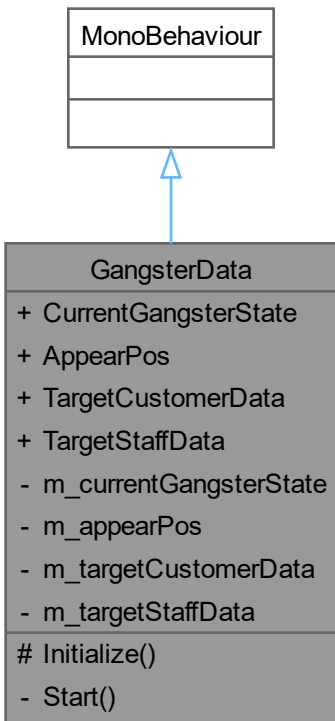 MonoBehaviour
GangsterData
+ CurrentGangsterState
+ AppearPos
+ TargetCustomerData
+ TargetStaffData
- m_currentGangsterState
- m_appearPos
- m_targetCustomerData
- m_targetStaffData
# Initialize()
- Start()